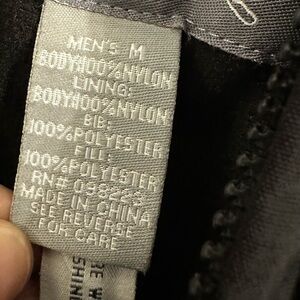 MEN'S M
BODY:100%NYLON
LINING:
BODY:100%NYLON
BIB:
100%POLYESTER
FILL:
100%POLYESTER
RN# 098228
MADE IN CHINA
SEE REVERSE
FOR CARE